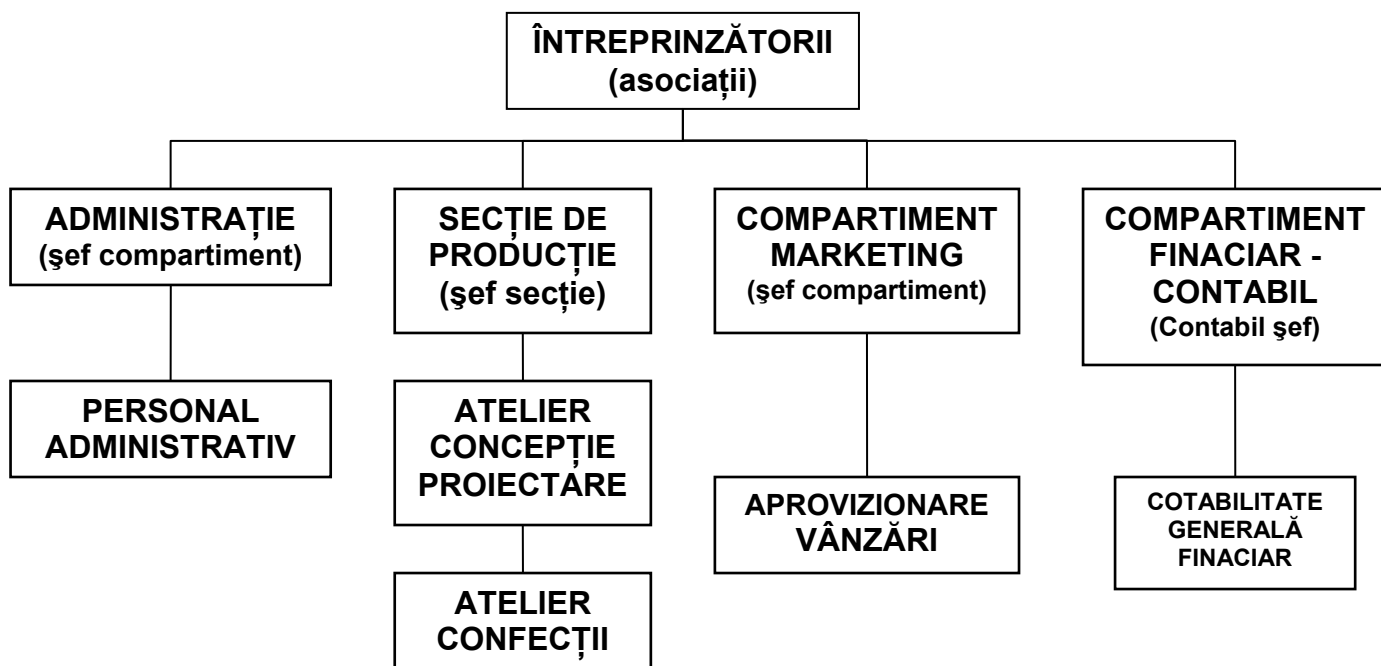 ÎNTREPRINZĂTORII
(asociații)
ADMINISTRAȚIE
(şef compartiment)
SECȚIE DE
PRODUCȚIE
(şef secție)
COMPARTIMENT
MARKETING
(şef compartiment)
COMPARTIMENT
FINACIAR -
CONTABIL
(Contabil şef)
PERSONAL
ADMINISTRATIV
ATELIER
CONCEPȚIE
PROIECTARE
APROVIZIONARE
VÂNZĂRI
COTABILITATE
GENERALĂ
FINACIAR
ATELIER
CONFECȚII